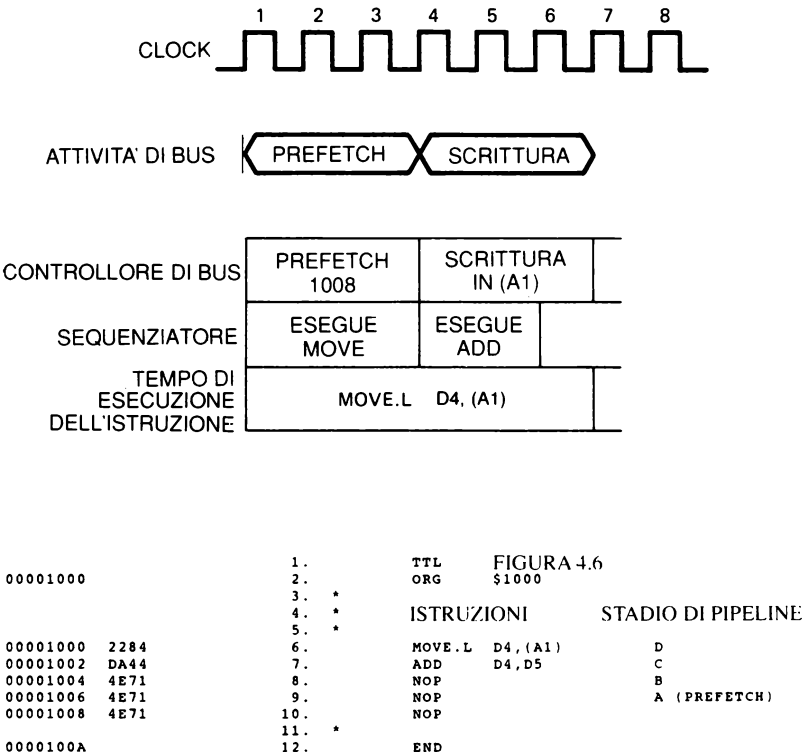 1 2 3 4 5 6 7 8
CLOCK
ATTIVITA' DI BUS PREFETCH SCRITTURA
CONTROLLORE DI BUS
PREFETCH
1008
SCRITTURA
IN (A1)
SEQUENZIATORE
ESEGUE
MOVE
ESEGUE
ADD
TEMPO DI
ESECUZIONE
DELL'ISTRUZIONE
MOVE.L D4, (A1)
1. TTL FIGURA 4.6
00001000 2. ORG $1000
3. *
4. * ISTRUZIONI STADIO DI PIPELINE
5. *
00001000 2284 6. MOVE.L D4,(A1) D
00001002 DA44 7. ADD D4,D5 C
00001004 4E71 8. NOP B
00001006 4E71 9. NOP A (PREFETCH)
00001008 4E71 10. NOP
11. *
0000100A 12. END